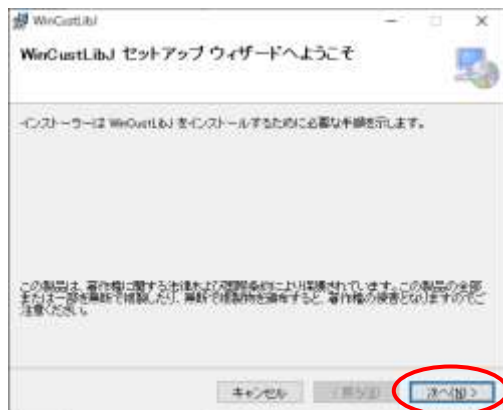 WinCustLibJ
WinCustLibJ セットアップ ウィザードへようこそ
インストーラーは WinCustLibJ をインストールするために必要な手順を示します。
この製品は、著作権に関する法律および国際条約により保護されています。この製品の全部
または一部を無断で複製したり、無断で複製物を頒布すると、著作権の侵害となりますのでご
注意ください。
キャンセル < 戻る(B) 次へ(N) >